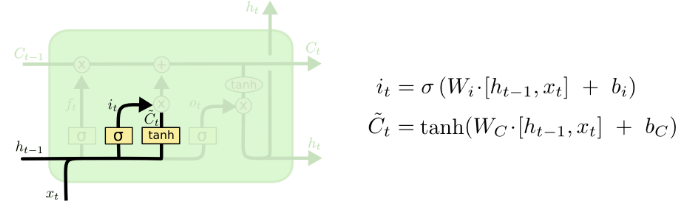 h_t
C_{t-1}
C_t
x
+
tanh
f_t
i_t
x
o_t
x
C̃_t
σ
σ
tanh
σ
h_{t-1}
h_t
x_t
i_t = σ (W_i·[h_{t-1}, x_t] + b_i)
C̃_t = tanh(W_C·[h_{t-1}, x_t] + b_C)